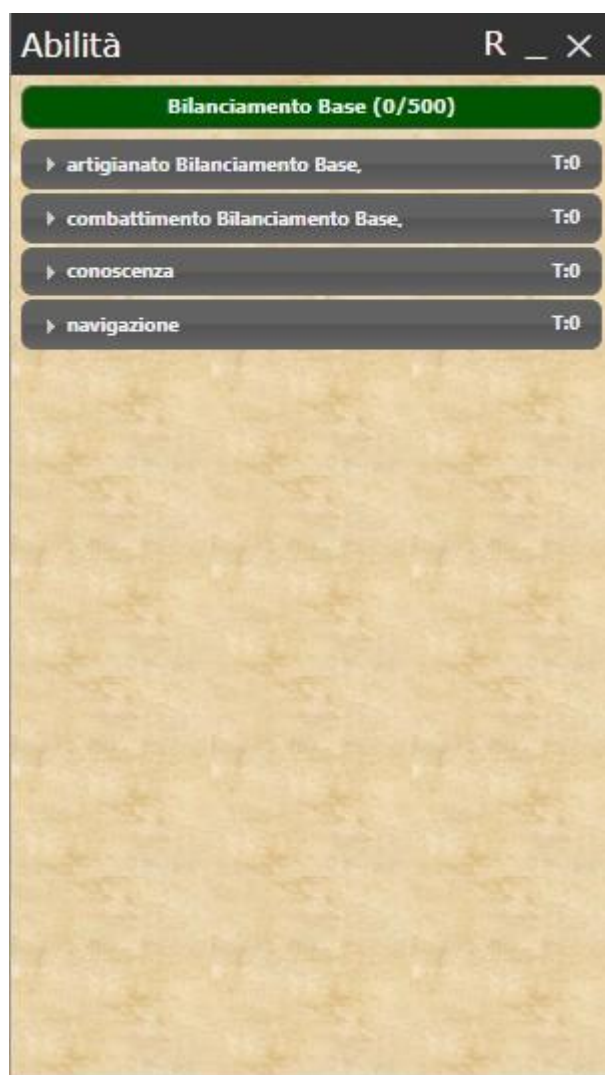 Abilità R _ ×
Bilanciamento Base (0/500)
artigianato Bilanciamento Base, T:0
combattimento Bilanciamento Base, T:0
conoscenza T:0
navigazione T:0